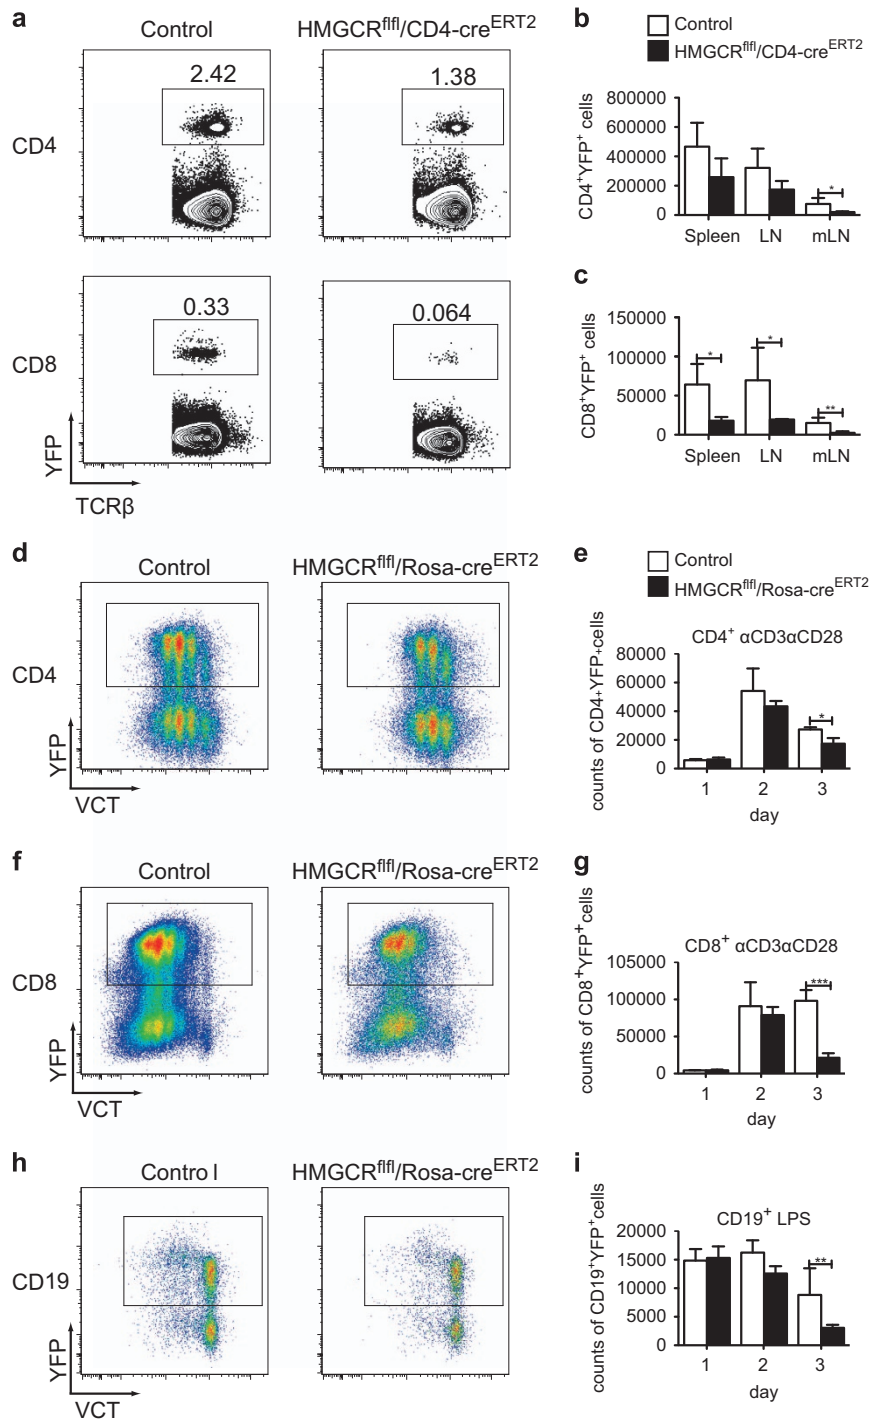 a
Control
HMGCRflfl/CD4-creERT2
CD4
2.42
1.38
CD8
0.33
0.064
YFP
TCRβ
b
Control
HMGCRflfl/CD4-creERT2
CD4+YFP+ cells
800000
600000
400000
200000
0
*
Spleen LN mLN
c
CD8+YFP+ cells
150000
100000
50000
0
* * **
Spleen LN mLN
d
Control
HMGCRflfl/Rosa-creERT2
CD4
YFP
VCT
e
Control
HMGCRflfl/Rosa-creERT2
CD4+ αCD3αCD28
counts of CD4+YFP+cells
80000
60000
40000
20000
0
*
1 2 3
day
f
Control
HMGCRflfl/Rosa-creERT2
CD8
YFP
VCT
g
CD8+ αCD3αCD28
counts of CD8+YFP+cells
105000
100000
50000
0
***
1 2 3
day
h
Contro l
HMGCRflfl/Rosa-creERT2
CD19
YFP
VCT
i
CD19+ LPS
counts of CD19+YFP+cells
20000
15000
10000
5000
0
**
1 2 3
day